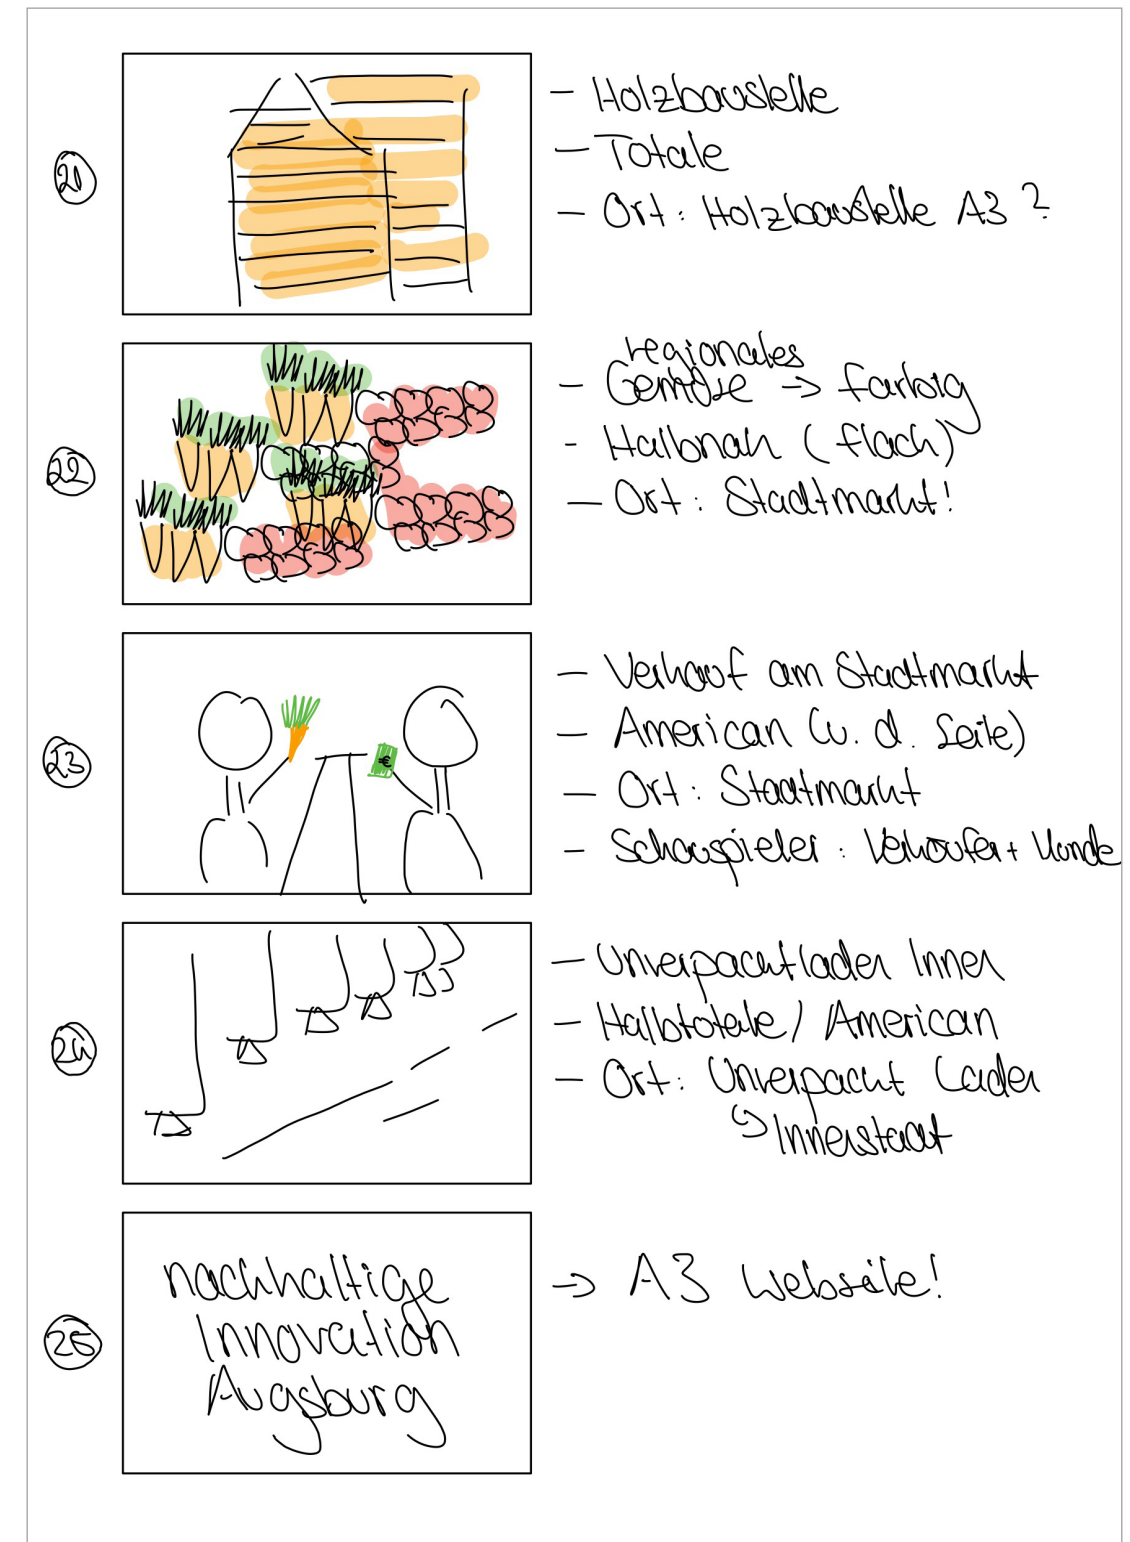 21
- Holzbaustelle
- Totale
- Ort: Holzbaustelle A3 ?
22
regionales
- Gemüse → farbig
- Halbnah (flach)
- Ort: Stadtmarkt!
23
€
- Verkauf am Stadtmarkt
- American (v. d. Seite)
- Ort: Stadtmarkt
- Schauspieler: Verkäufer + Kunde
24
- Unverpacktladen Innen
- Halbtotale / American
- Ort: Unverpackt Laden
↪ Innenstadt
25
nachhaltige
Innovation
Augsburg
→ A3 Website!